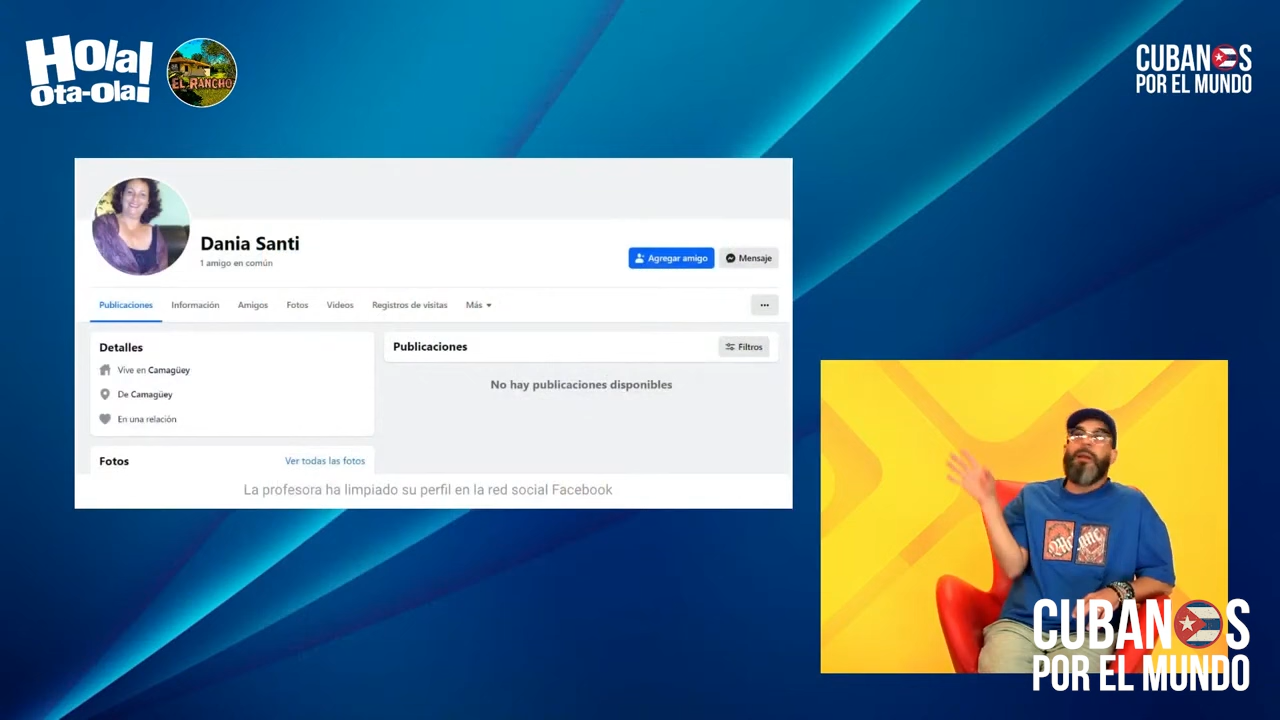 Hola!
Ota-Ola!
EL RANCHO
CUBANOS
POR EL MUNDO
Dania Santi
1 amigo en común
Agregar amigo
Mensaje
Publicaciones
Información
Amigos
Fotos
Videos
Registros de visitas
Más
Detalles
Vive en Camagüey
De Camagüey
En una relación
Fotos
Ver todas las fotos
Publicaciones
Filtros
No hay publicaciones disponibles
La profesora ha limpiado su perfil en la red social Facebook
CUBANOS
POR EL MUNDO